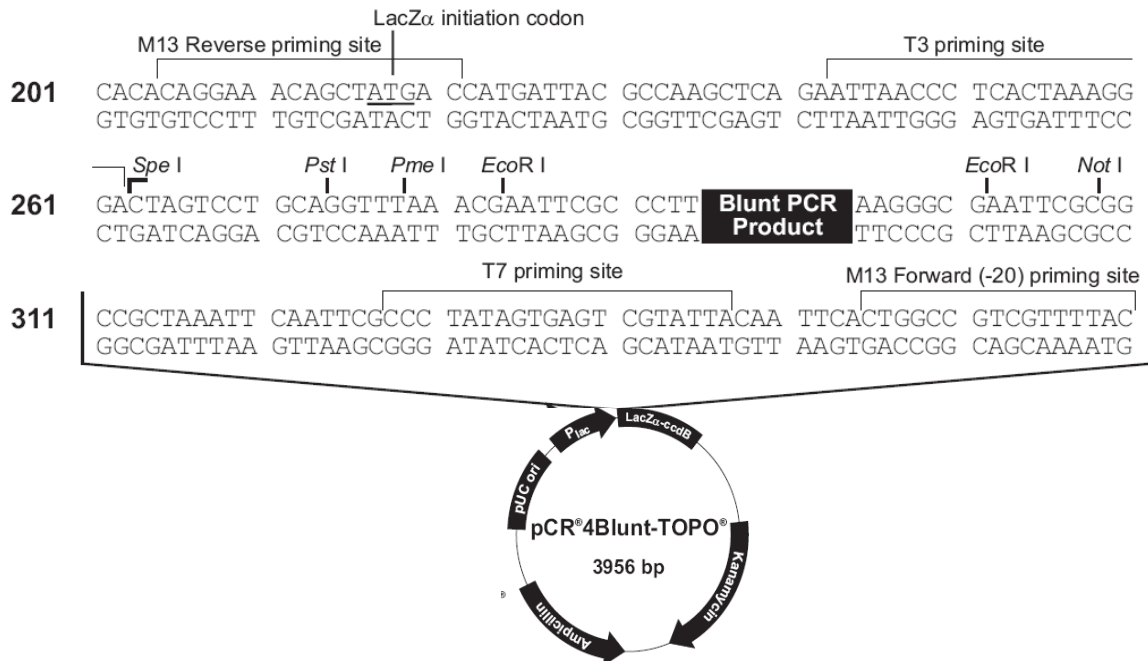 LacZα initiation codon
M13 Reverse priming site
T3 priming site
201 CACACAGGAA ACAGCTATGA CCATGATTAC GCCAAGCTCA GAATTAACCC TCACTAAAGG
GTGTGTCCTT TGTCGATACT GGTACTAATG CGGTTCGAGT CTTAATTGGG AGTGATTTCC
Spe I Pst I Pme I EcoR I EcoR I Not I
261 GACTAGTCCT GCAGGTTTAA ACGAATTCGC CCTT Blunt PCR AAGGGC GAATTCGCGG
CTGATCAGGA CGTCCAAATT TGCTTAAGCG GGAA Product TTCCCG CTTAAGCGCC
T7 priming site M13 Forward (-20) priming site
311 CCGCTAAATT CAATTCGCCC TATAGTGAGT CGTATTACAA TTCACTGGCC GTCGTTTTAC
GGCGATTTAA GTTAAGCGGG ATATCACTCA GCATAATGTT AAGTGACCGG CAGCAAAATG
Plac
LacZα-ccdB
pUC ori
pCR®4Blunt-TOPO®
3956 bp
Kanamycin
®
Ampicillin